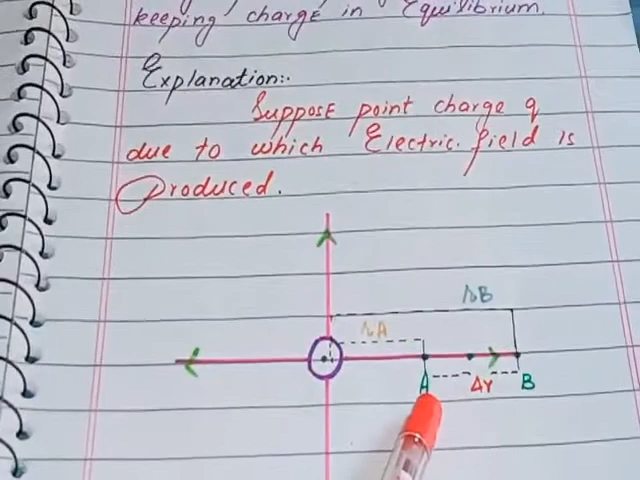 keeping charge in Equilibrium.
Explanation:.
Suppose point charge q
due to which Electric field is
Produced.
rB
rA
A
Δr
B